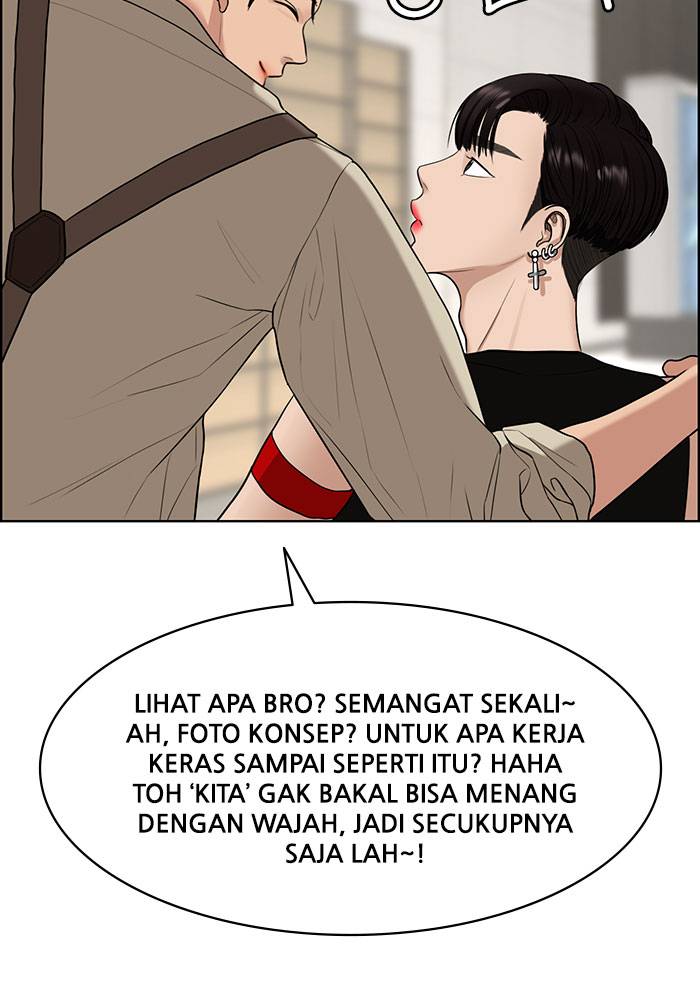 LIHAT APA BRO? SEMANGAT SEKALI~
AH, FOTO KONSEP? UNTUK APA KERJA
KERAS SAMPAI SEPERTI ITU? HAHA
TOH ‘KITA’ GAK BAKAL BISA MENANG
DENGAN WAJAH, JADI SECUKUPNYA
SAJA LAH~!